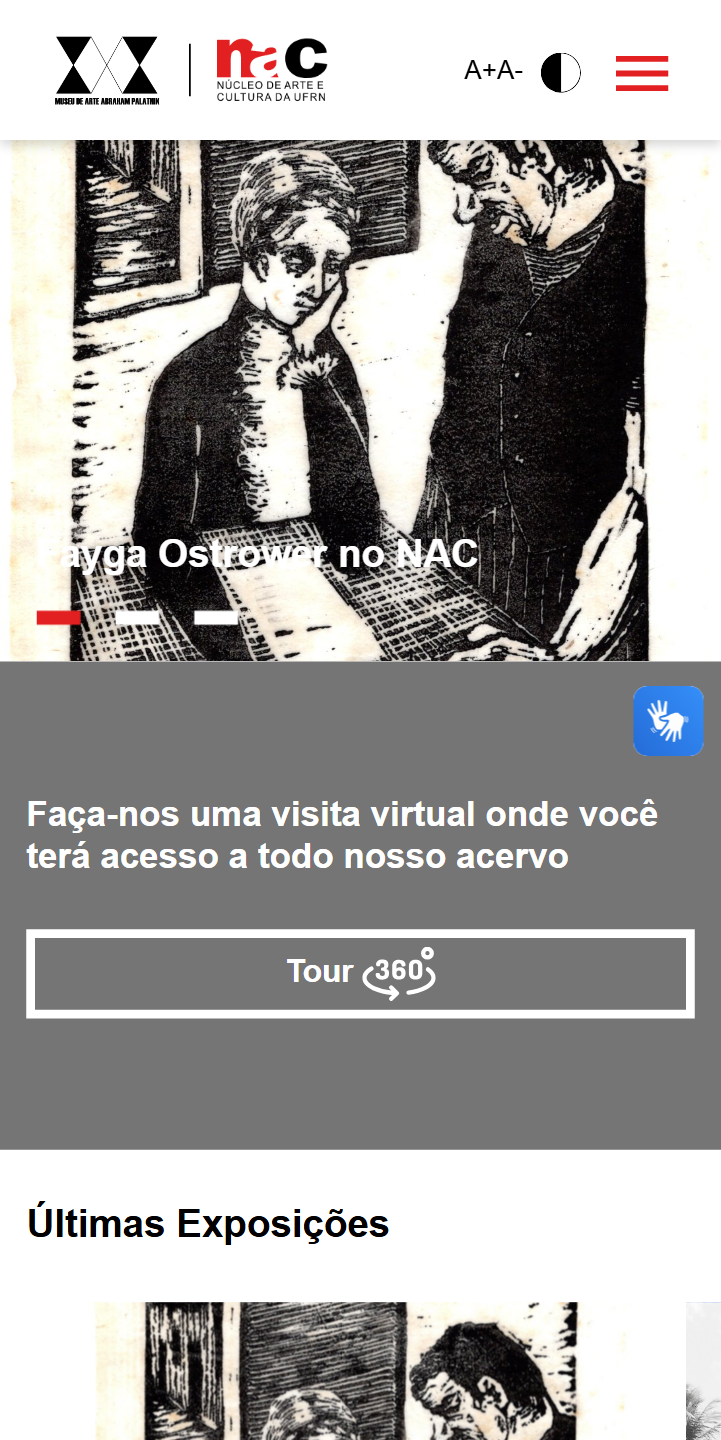 MUSEU DE ARTE ABRAHAM PALATNIK
nac
NÚCLEO DE ARTE E
CULTURA DA UFRN
A+A-
Fayga Ostrower no NAC
Faça-nos uma visita virtual onde você
terá acesso a todo nosso acervo
Tour 360°
Últimas Exposições